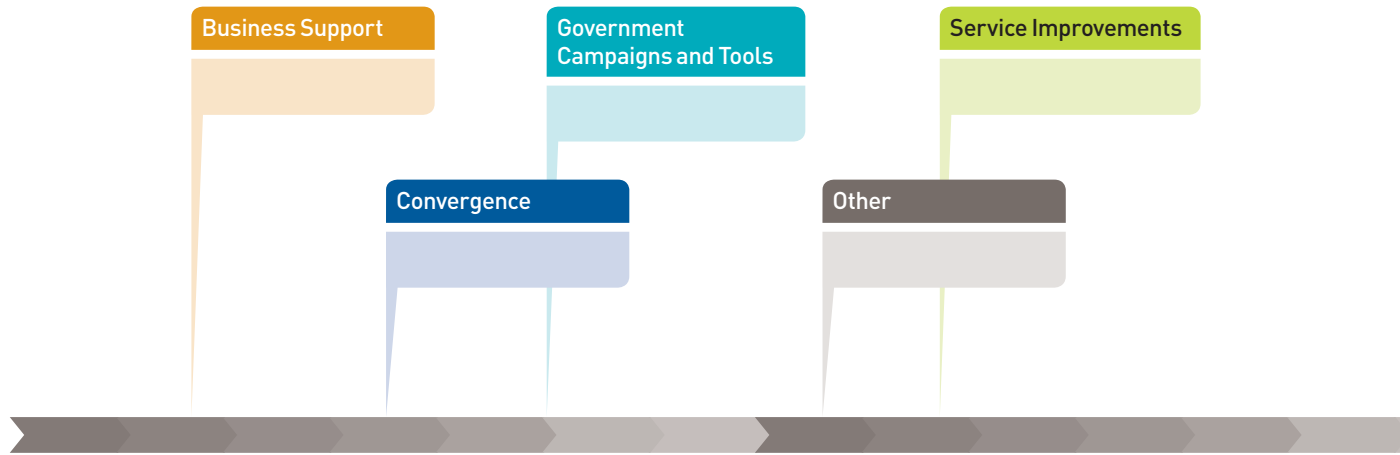 Business Support
Government
Campaigns and Tools
Service Improvements
Convergence
Other